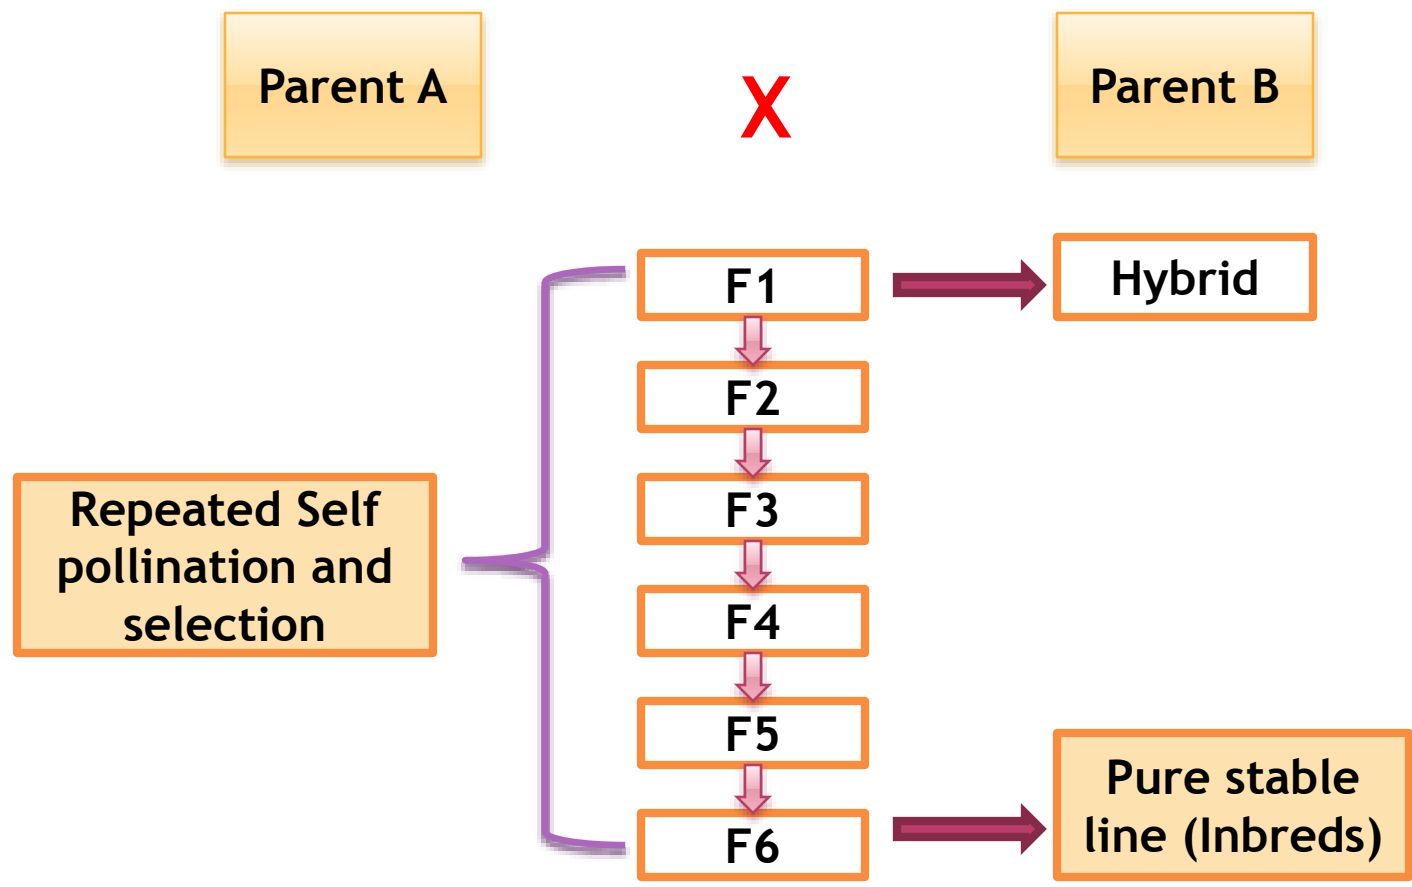 Parent A
X
Parent B
F1
Hybrid
F2
F3
Repeated Self
pollination and
selection
F4
F5
F6
Pure stable
line (Inbreds)